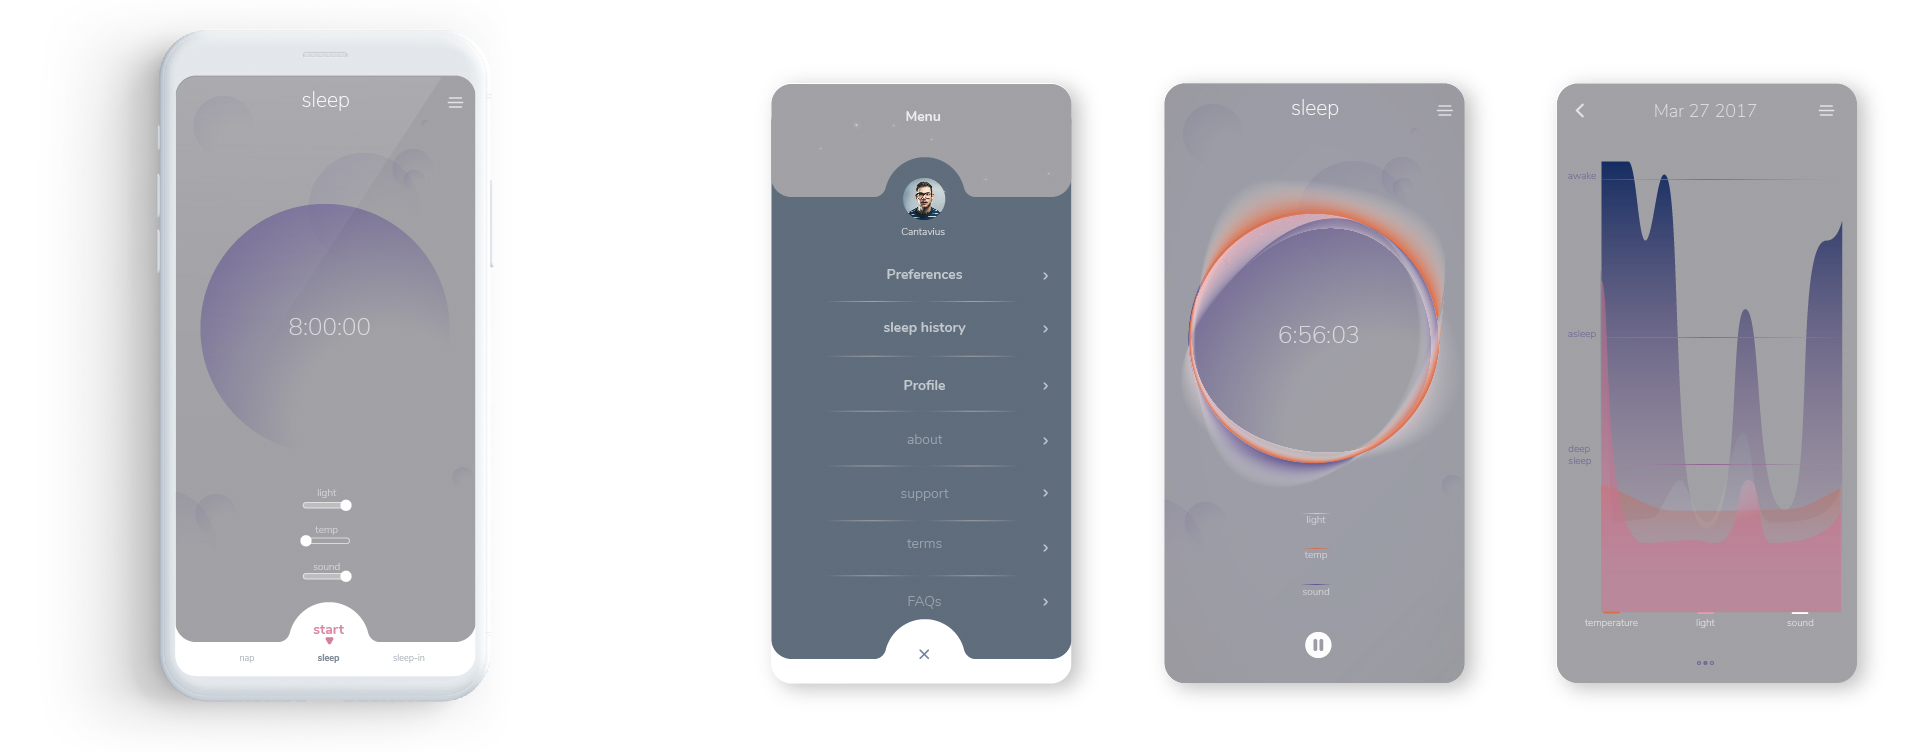 sleep
8:00:00
light
temp
sound
start
nap
sleep
sleep-in
Menu
Cantavius
Preferences
sleep history
Profile
about
support
terms
FAQs
sleep
6:56:03
light
temp
sound
Mar 27 2017
awake
asleep
deep
sleep
temperature
light
sound